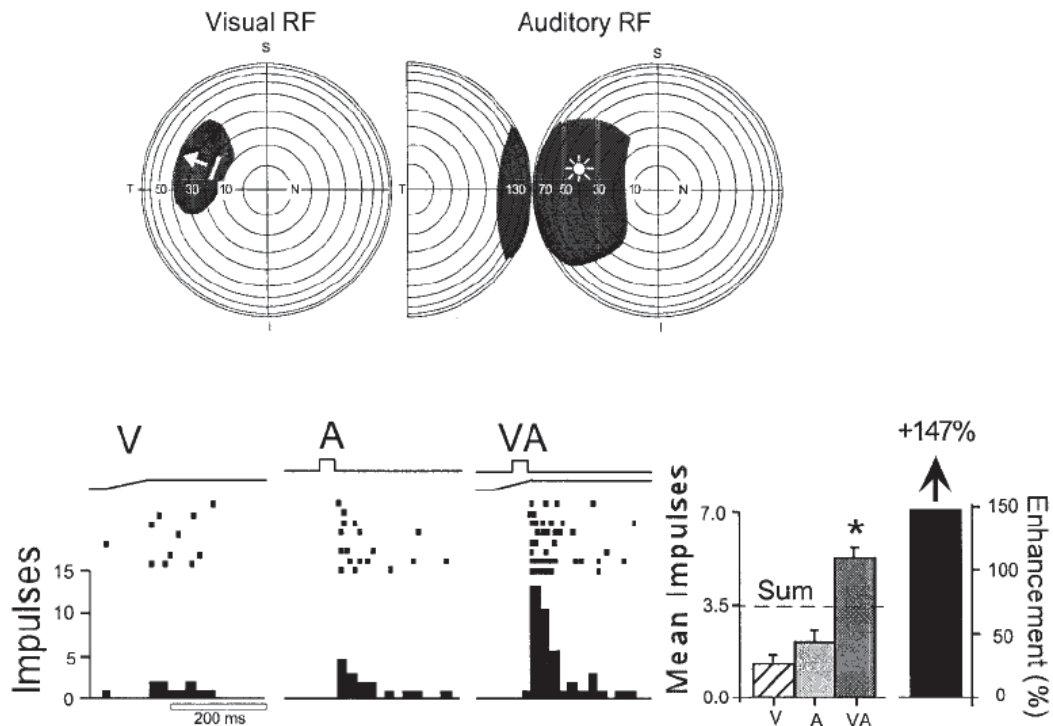 Visual RF
Auditory RF
S
S
T 50 30 10 N
T 130 70 50 30 10 N
I
I
V
A
VA
+147%
Impulses
15
10
5
0
200 ms
Mean Impulses
7.0
3.5
0.0
Sum
*
V A VA
150
100
50
0
Enhancement (%)